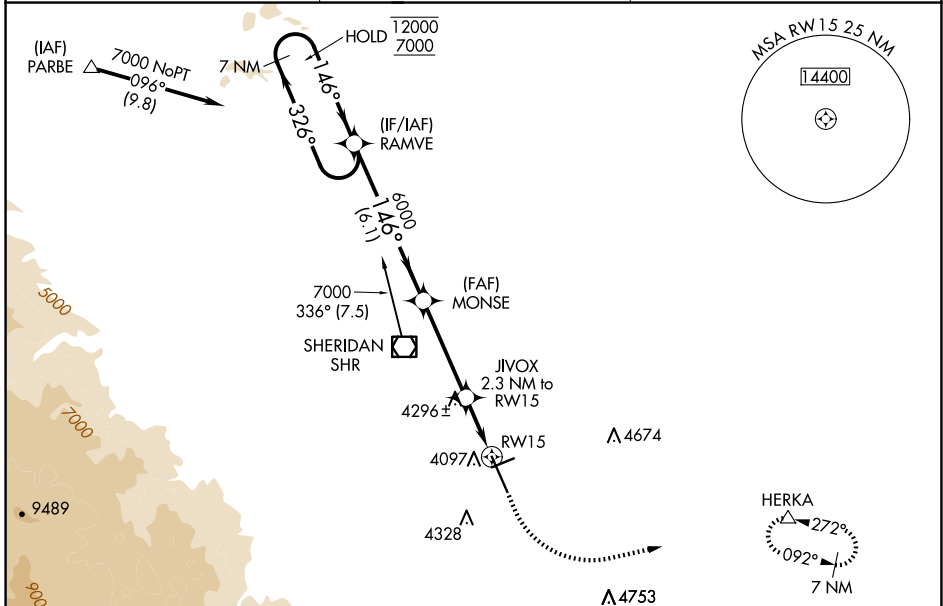 (IAF)
PARBE
7000 NoPT
096°
(9.8)
7 NM
HOLD
12000
7000
146°
326°
(IF/IAF)
RAMVE
MSA RW15 25 NM
14400
6000
146°
(6.1)
7000
336° (7.5)
(FAF)
MONSE
SHERIDAN
SHR
JIVOX
2.3 NM to
RW15
4296±
RW15
4097
4674
4328
4753
HERKA
272°
092°
7 NM
5000
7000
9489
900